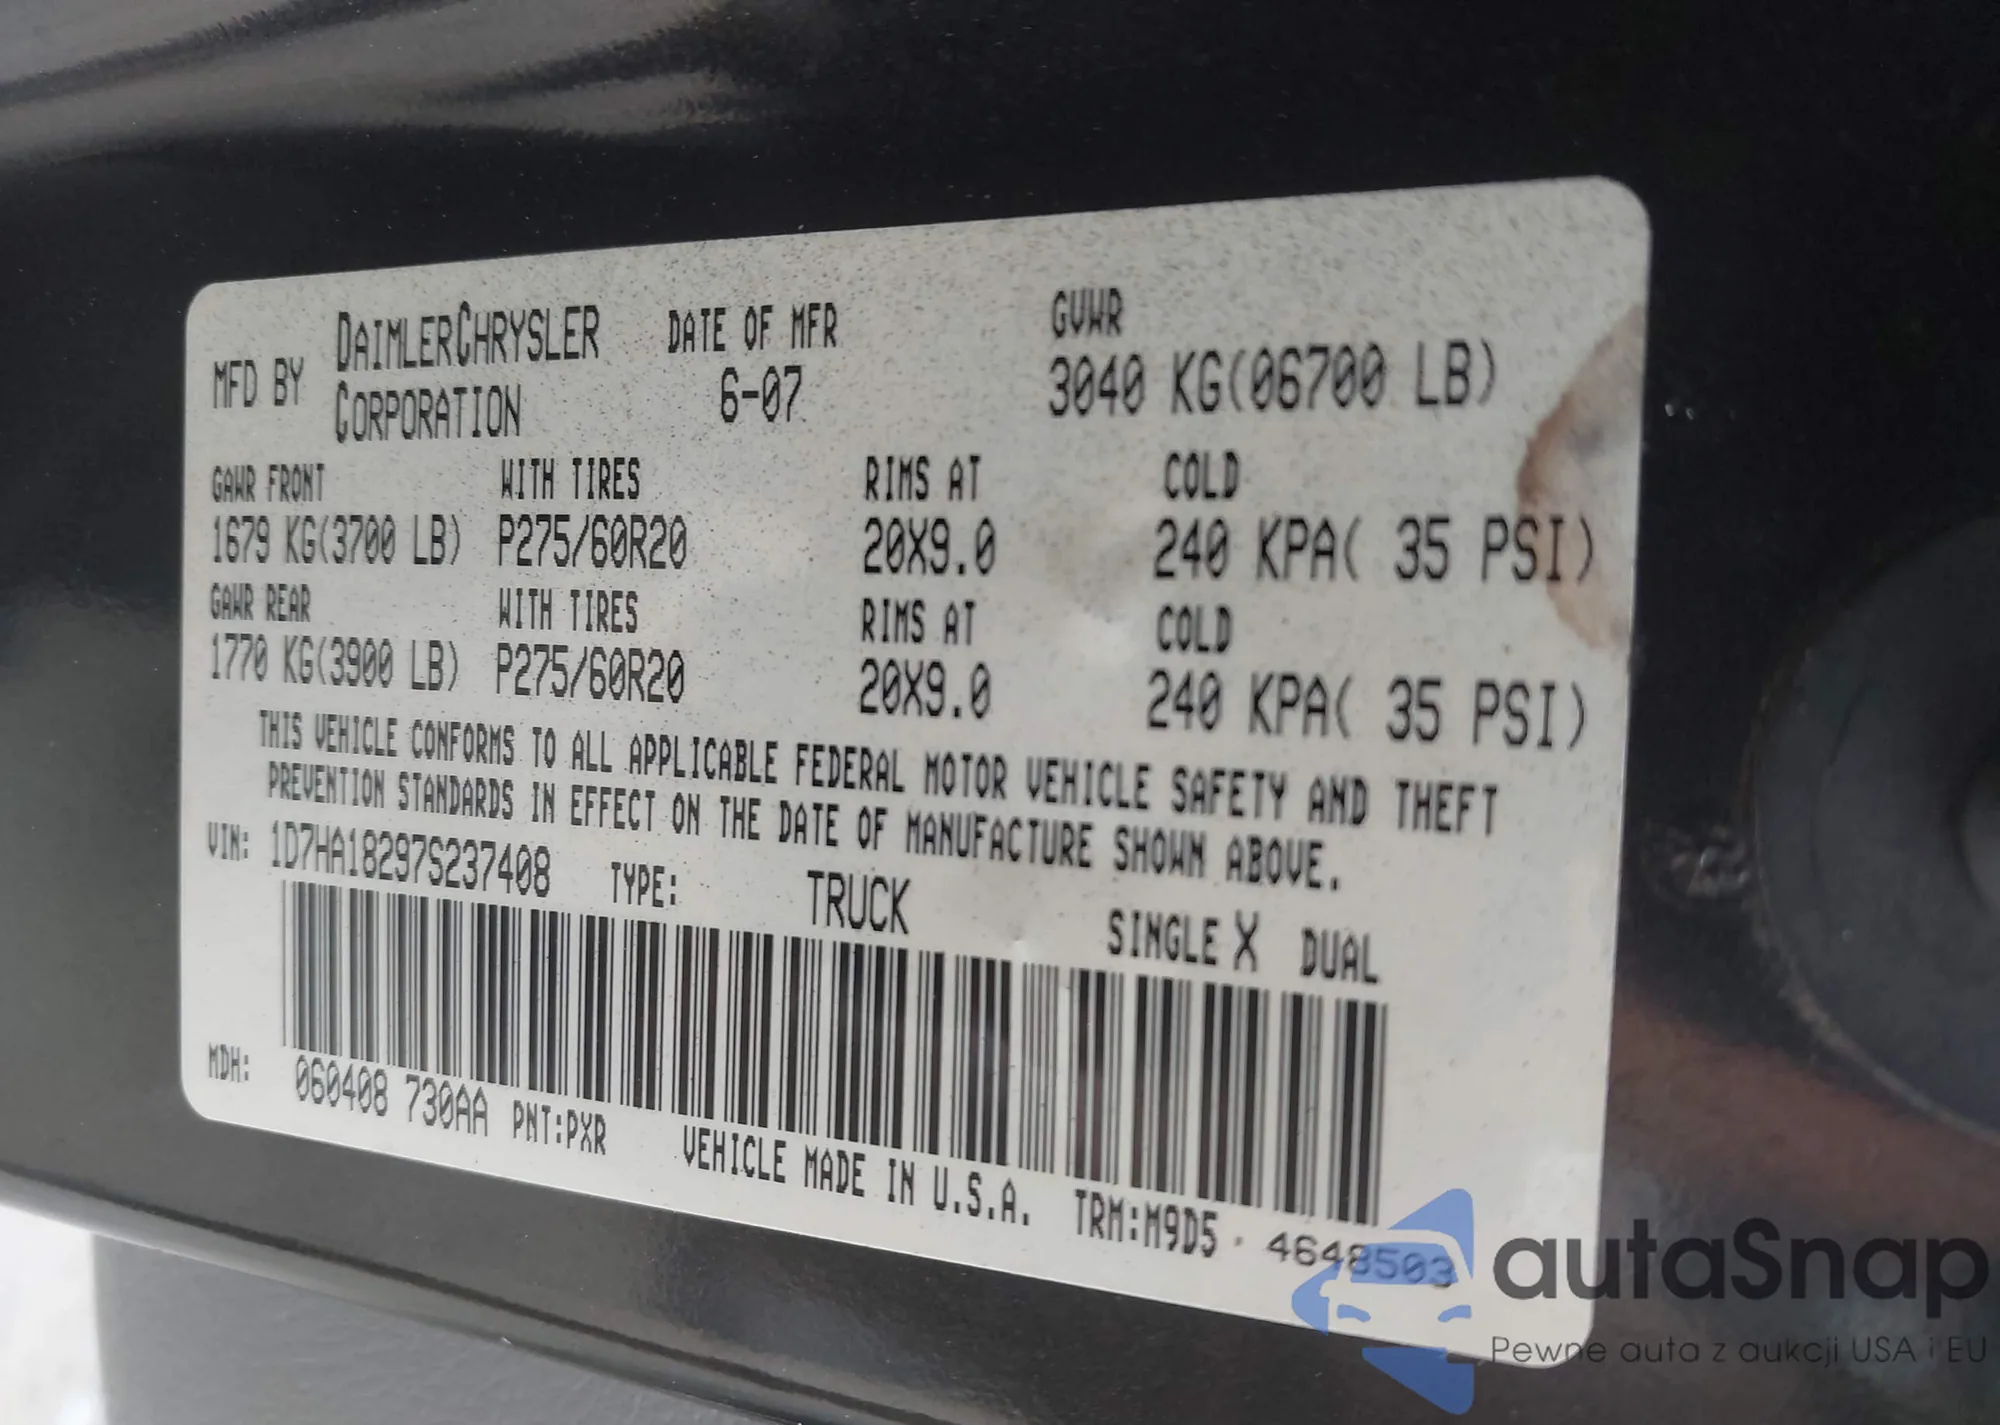 MFD BY DAIMLERCHRYSLER CORPORATION DATE OF MFR 6-07 GVWR 3040 KG(06700 LB)
GAWR FRONT WITH TIRES RIMS AT COLD
1679 KG(3700 LB) P275/60R20 20X9.0 240 KPA( 35 PSI)
GAWR REAR WITH TIRES RIMS AT COLD
1770 KG(3900 LB) P275/60R20 20X9.0 240 KPA( 35 PSI)
THIS VEHICLE CONFORMS TO ALL APPLICABLE FEDERAL MOTOR VEHICLE SAFETY AND THEFT
PREVENTION STANDARDS IN EFFECT ON THE DATE OF MANUFACTURE SHOWN ABOVE.
VIN: 1D7HA18297S237408 TYPE: TRUCK SINGLE X DUAL
MDH: 060408 730AA PNT:PXR VEHICLE MADE IN U.S.A. TRM:M9D5 · 4648503
autaSnap
Pewne auta z aukcji USA i EU